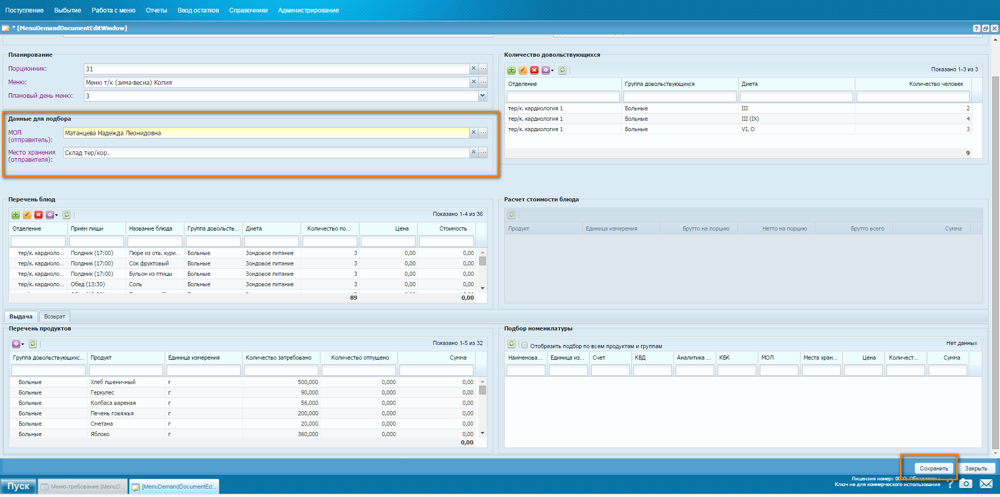 Поступление Выбытие Работа с меню Отчеты Ввод остатков Справочники Администрирование
* [MenuDemandDocumentEditWindow]
Планирование
Порционник: 31
Меню: Меню т/к (зима-весна) Копия
Плановый день меню: 3
Данные для подбора
МОЛ (отправитель): Матанцева Надежда Леонидовна
Место хранения (отправителя): Склад тер/кор.
Количество довольствующихся
Показано 1-3 из 3
Отделение Группа довольствующихся Диета Количество человек
тер/к. кардиология 1 Больные III 2
тер/к. кардиология 1 Больные III (IX) 4
тер/к. кардиология 1 Больные VI, O 3
9
Перечень блюд
Показано 1-4 из 36
Отделение Прием пищи Название блюда Группа довольств... Диета Количество по... Цена Стоимость
тер/к. кардиоло... Полдник (17:00) Пюре из отв. кури... Больные Зондовое питание 3 0,00 0,00
тер/к. кардиоло... Полдник (17:00) Сок фруктовый Больные Зондовое питание 3 0,00 0,00
тер/к. кардиоло... Полдник (17:00) Бульон из птицы Больные Зондовое питание 3 0,00 0,00
тер/к. кардиоло... Обед (13:30) Соль Больные Зондовое питание 3 0,00 0,00
89 0,00
Расчет стоимости блюда
Продукт Единица измерения Брутто на порцию Нетто на порцию Брутто всего Сумма
Выдача Возврат
Перечень продуктов
Показано 1-5 из 32
Группа довольствующихс... Продукт Единица измерения Количество затребовано Количество отпущено Сумма
Больные Хлеб пшеничный г 500,000 0,000 0,00
Больные Геркулес г 90,000 0,000 0,00
Больные Колбаса вареная г 56,000 0,000 0,00
Больные Печень говяжья г 200,000 0,000 0,00
Больные Сметана г 20,000 0,000 0,00
Больные Яблоко г 360,000 0,000 0,00
0,00
Подбор номенклатуры
Отобразить подбор по всем продуктам и группам Нет данных
Наименова... Единица из... Счет КВД Аналитика ... КБК МОЛ Места хран... Цена Количест... Сумма
Сохранить Закрыть
Пуск Меню-требование [MenuD... [MenuDemandDocumentEd...
Лицензия номер:
Ключ не для коммерческого использования